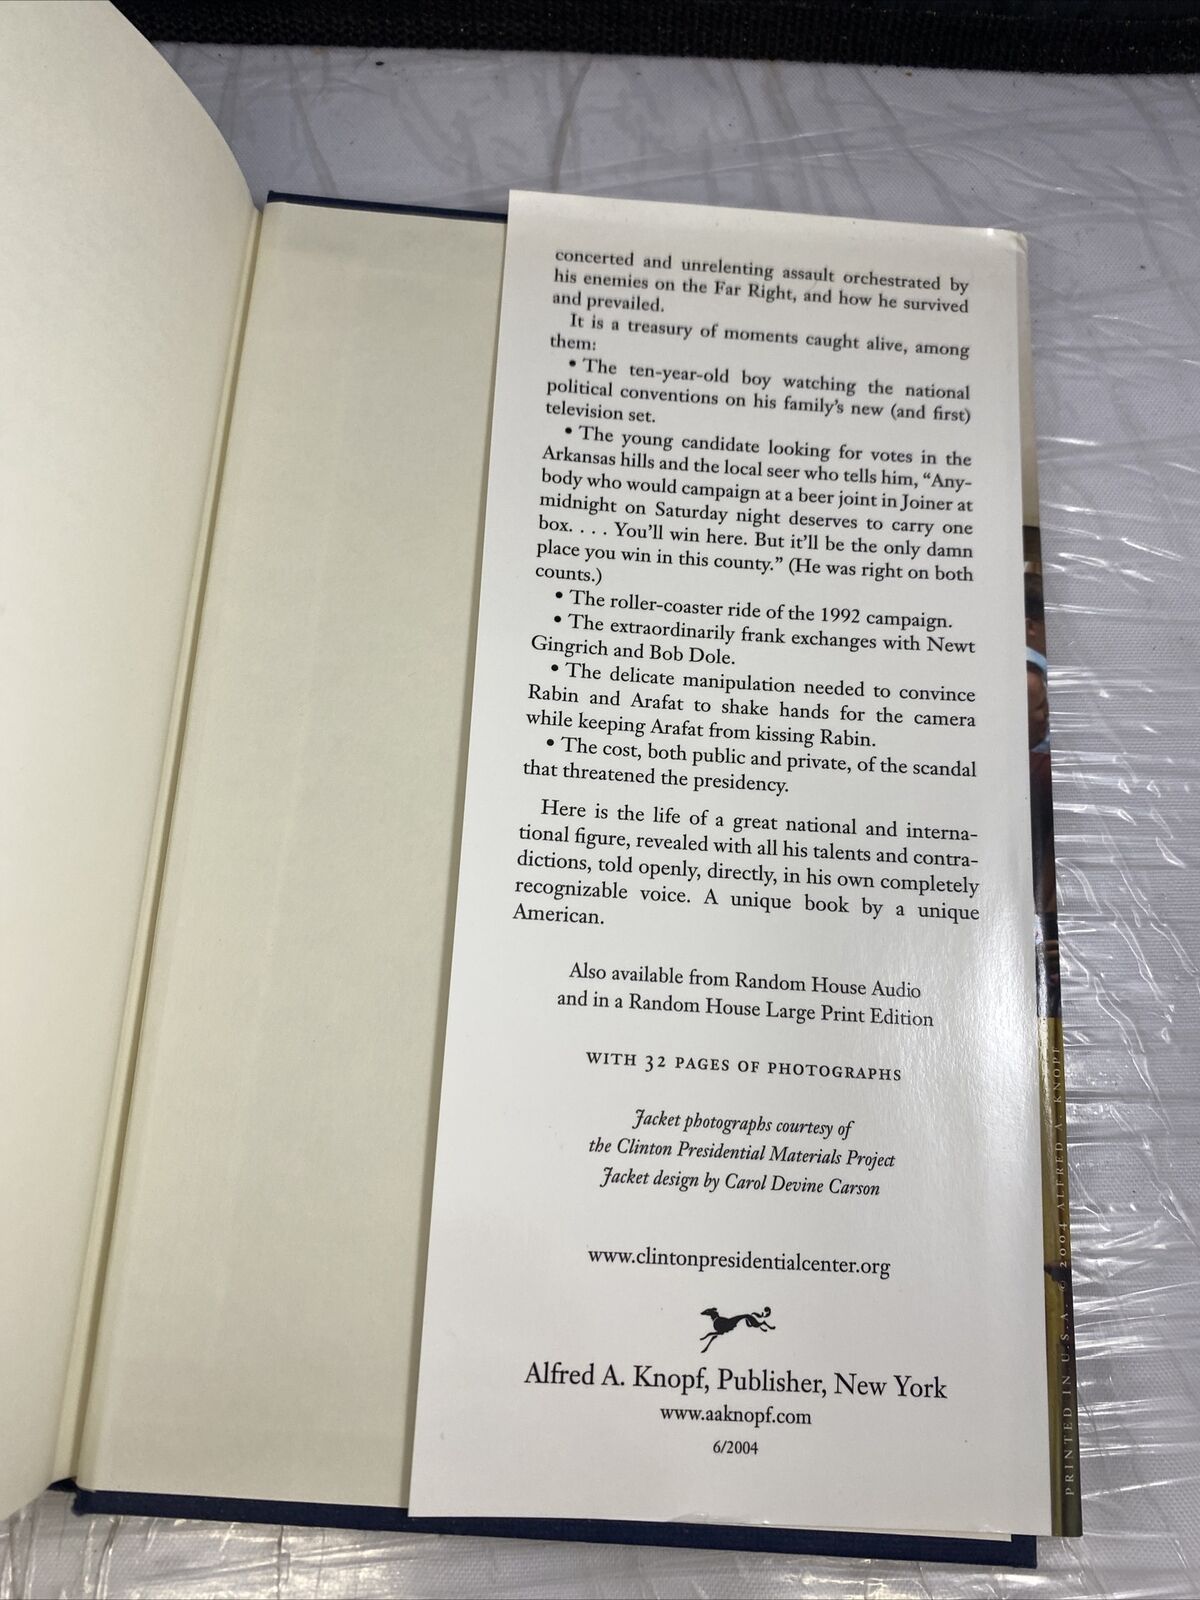 concerted and unrelenting assault orchestrated by
his enemies on the Far Right, and how he survived
and prevailed.
It is a treasury of moments caught alive, among
them:
• The ten-year-old boy watching the national
political conventions on his family's new (and first)
television set.
• The young candidate looking for votes in the
Arkansas hills and the local seer who tells him, “Any-
body who would campaign at a beer joint in Joiner at
midnight on Saturday night deserves to carry one
box. . . . You'll win here. But it'll be the only damn
place you win in this county.” (He was right on both
counts.)
• The roller-coaster ride of the 1992 campaign.
• The extraordinarily frank exchanges with Newt
Gingrich and Bob Dole.
• The delicate manipulation needed to convince
Rabin and Arafat to shake hands for the camera
while keeping Arafat from kissing Rabin.
• The cost, both public and private, of the scandal
that threatened the presidency.
Here is the life of a great national and interna-
tional figure, revealed with all his talents and contra-
dictions, told openly, directly, in his own completely
recognizable voice. A unique book by a unique
American.
Also available from Random House Audio
and in a Random House Large Print Edition
WITH 32 PAGES OF PHOTOGRAPHS
Jacket photographs courtesy of
the Clinton Presidential Materials Project
Jacket design by Carol Devine Carson
www.clintonpresidentialcenter.org
Alfred A. Knopf, Publisher, New York
www.aaknopf.com
6/2004
PRINTED IN U.S.A. © 2004 ALFRED A. KNOPF